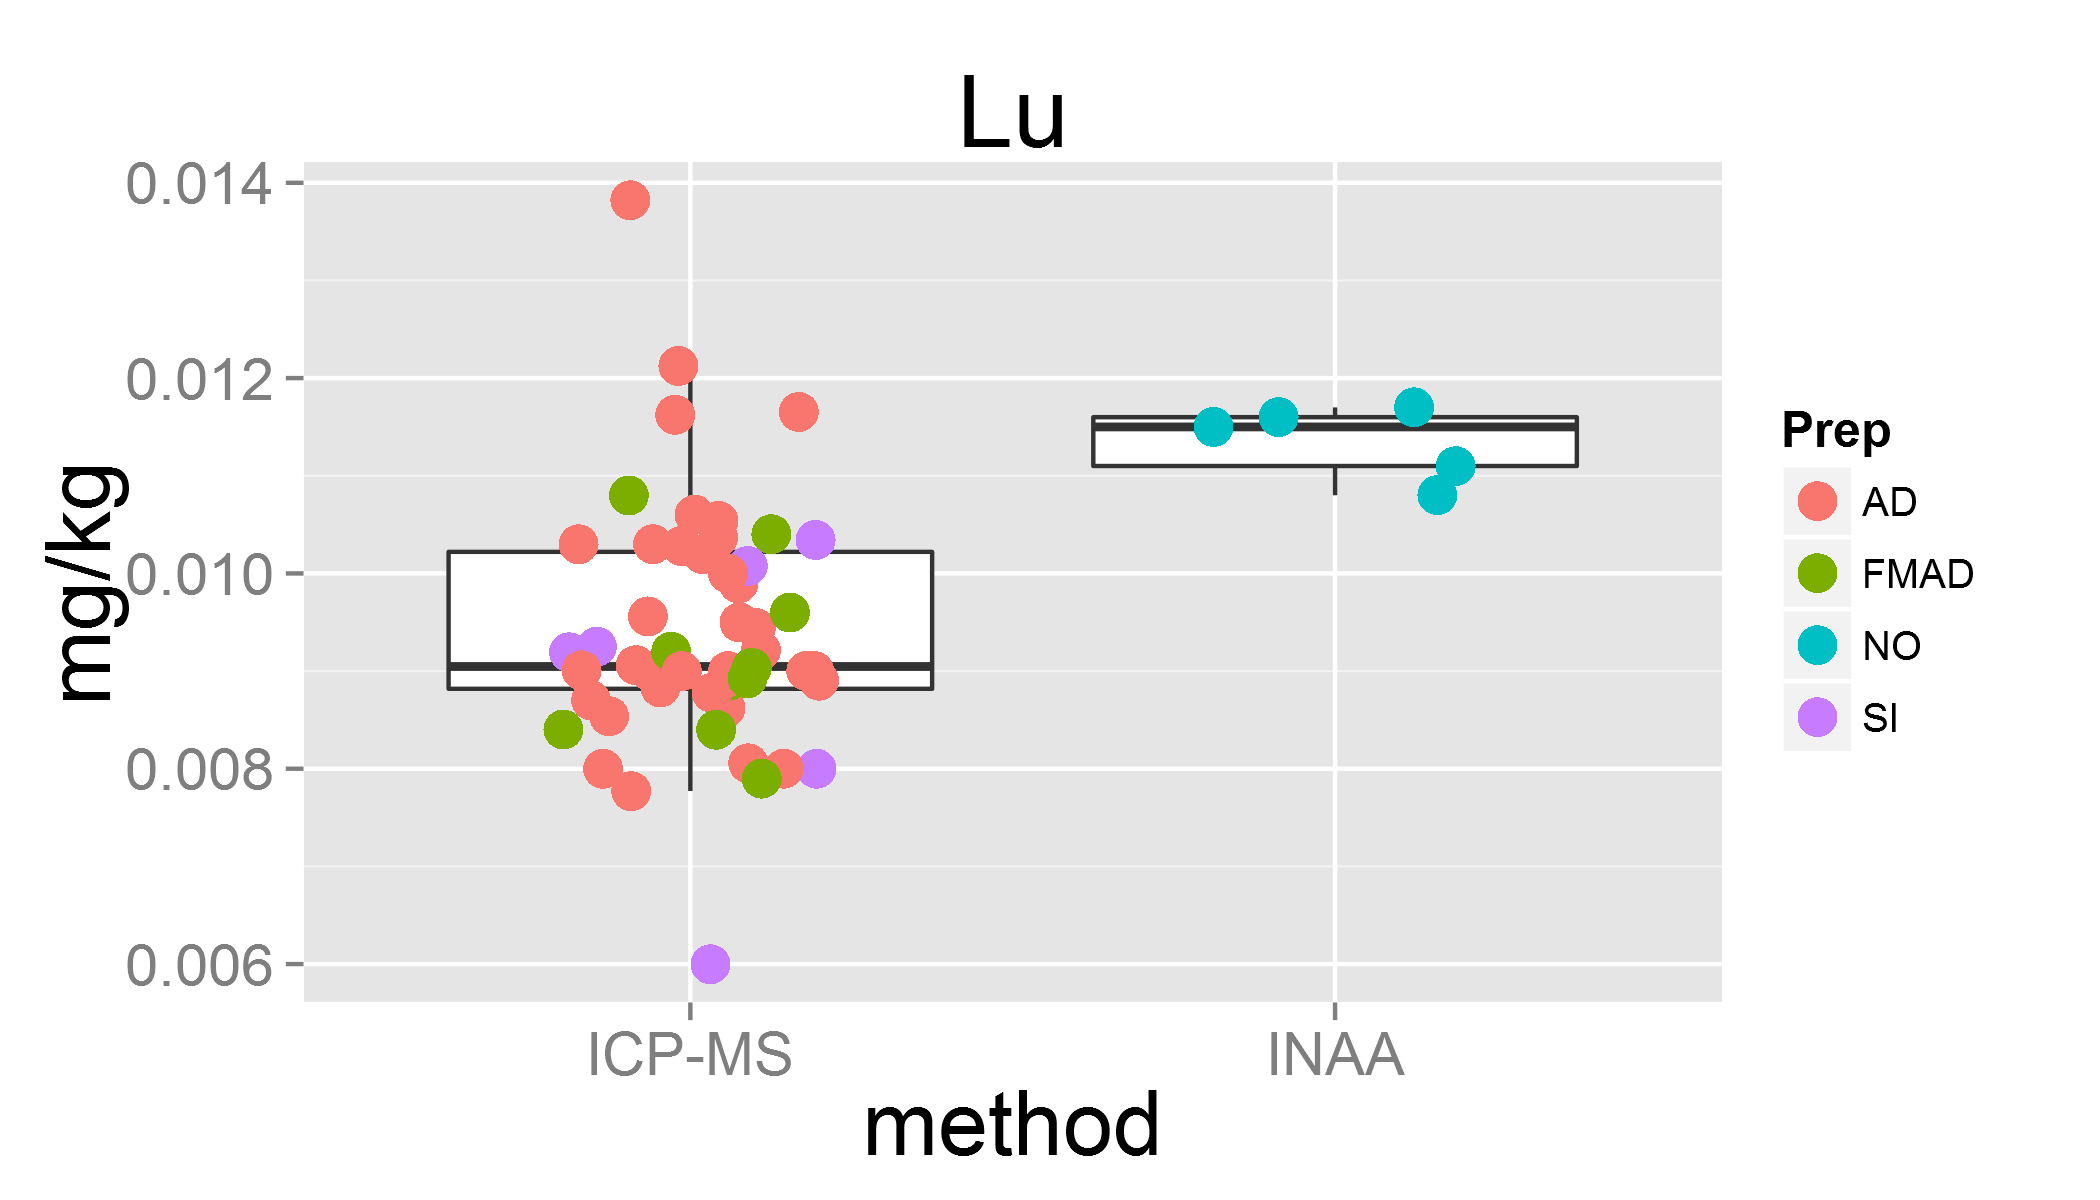 Lu
mg/kg
0.014
0.012
0.010
0.008
0.006
ICP-MS INAA
method
Prep
AD
FMAD
NO
SI